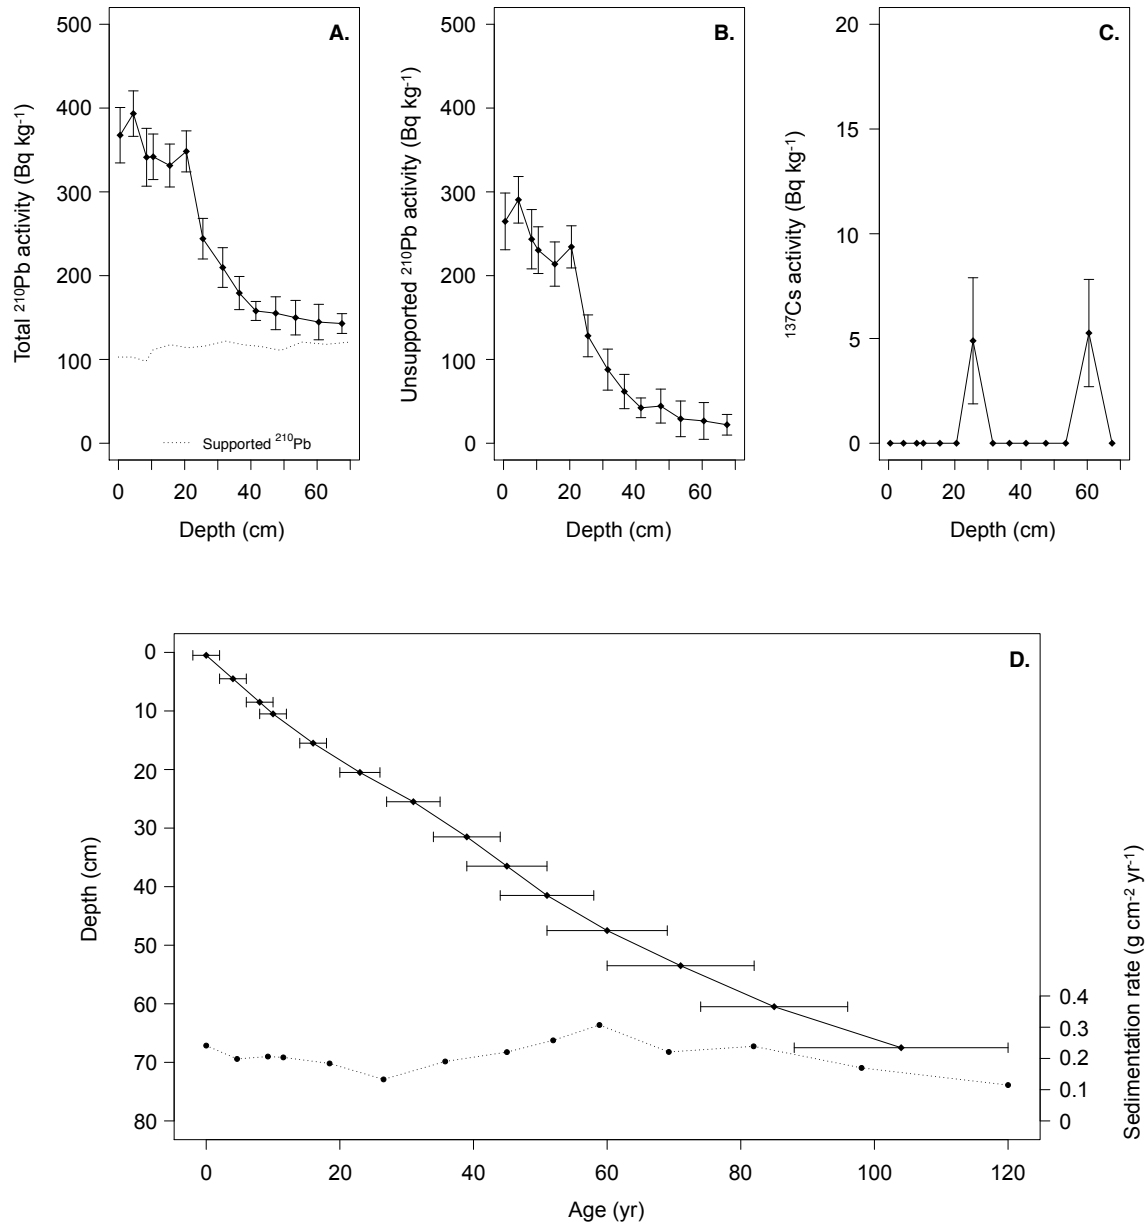 A.
500
400
300
200
100
0
Total ²¹⁰Pb activity (Bq kg⁻¹)
Supported ²¹⁰Pb
0 20 40 60
Depth (cm)
B.
500
400
300
200
100
0
Unsupported ²¹⁰Pb activity (Bq kg⁻¹)
0 20 40 60
Depth (cm)
C.
20
15
10
5
0
¹³⁷Cs activity (Bq kg⁻¹)
0 20 40 60
Depth (cm)
D.
0
10
20
30
40
50
60
70
80
Depth (cm)
0.4
0.3
0.2
0.1
0
Sedimentation rate (g cm⁻² yr⁻¹)
0 20 40 60 80 100 120
Age (yr)